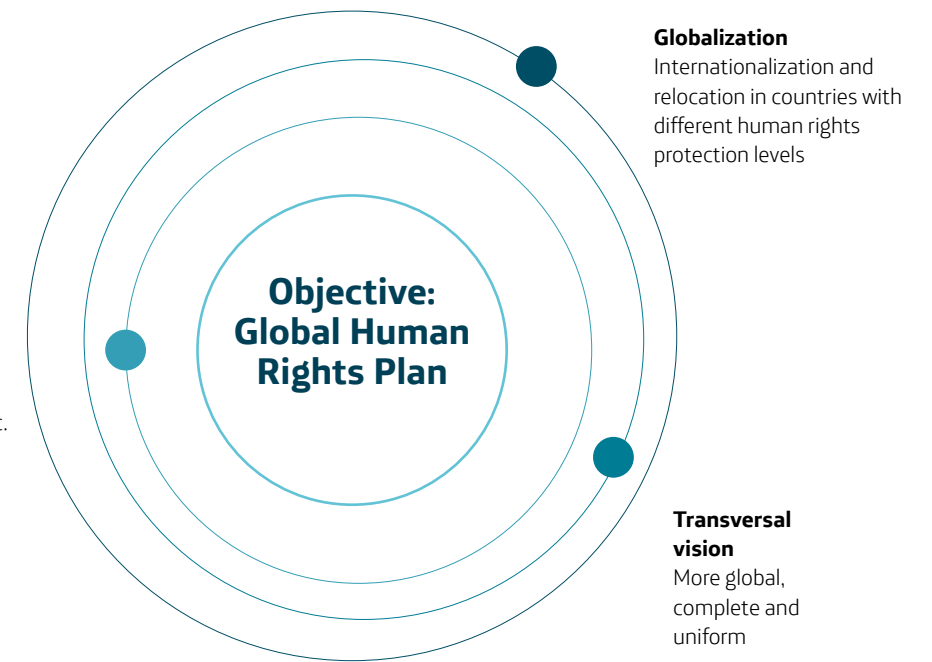 Globalization
Internationalization and
relocation in countries with
different human rights
protection levels
Objective:
Global Human
Rights Plan
Transversal
vision
More global,
complete and
uniform